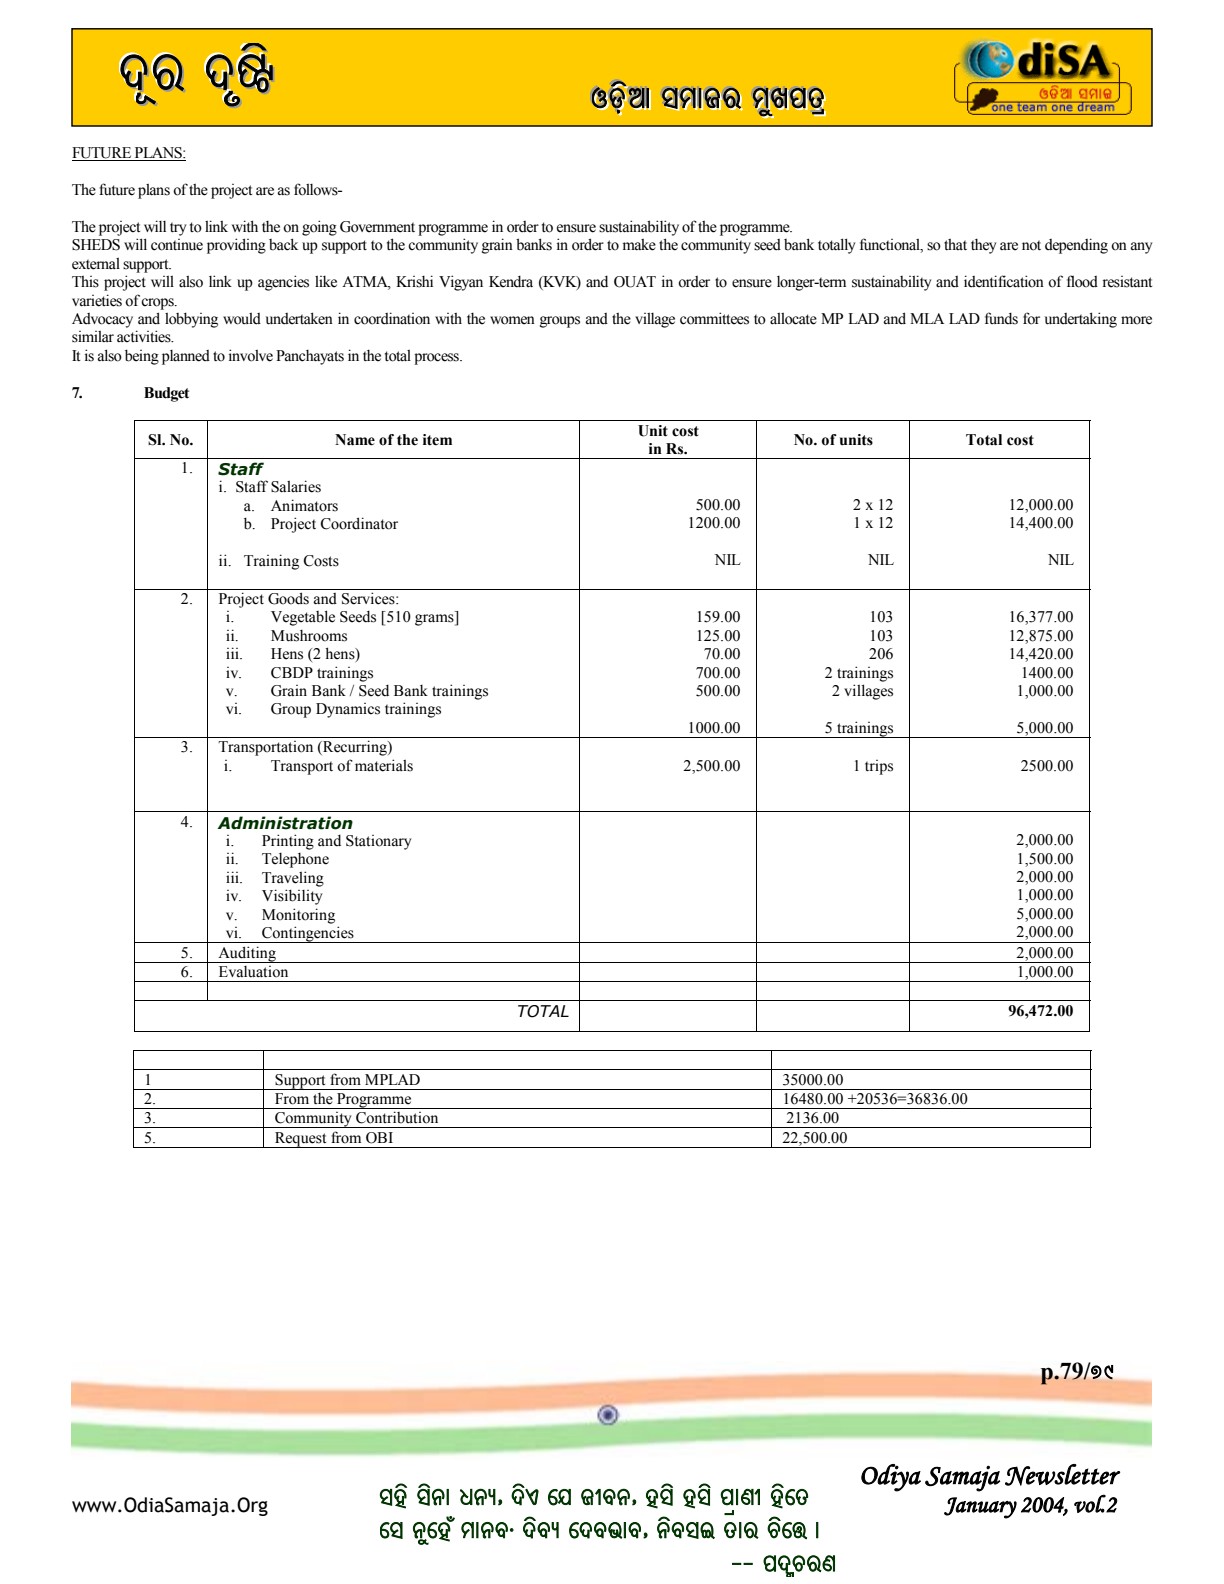 ଦୂର ଦୃଷ୍ଟି
ଓଡ଼ିଆ ସମାଜର ମୁଖପତ୍ର
OdiSA
ଓଡିଆ ସମାଜ
one team one dream
FUTURE PLANS:
The future plans of the project are as follows-
The project will try to link with the on going Government programme in order to ensure sustainability of the programme.
SHEDS will continue providing back up support to the community grain banks in order to make the community seed bank totally functional, so that they are not depending on any
external support.
This project will also link up agencies like ATMA, Krishi Vigyan Kendra (KVK) and OUAT in order to ensure longer-term sustainability and identification of flood resistant
varieties of crops.
Advocacy and lobbying would undertaken in coordination with the women groups and the village committees to allocate MP LAD and MLA LAD funds for undertaking more
similar activities.
It is also being planned to involve Panchayats in the total process.
7. Budget
Sl. No. Name of the item Unit cost in Rs. No. of units Total cost
1. Staff
i. Staff Salaries
a. Animators 500.00 2 x 12 12,000.00
b. Project Coordinator 1200.00 1 x 12 14,400.00
ii. Training Costs NIL NIL NIL
2. Project Goods and Services:
i. Vegetable Seeds [510 grams] 159.00 103 16,377.00
ii. Mushrooms 125.00 103 12,875.00
iii. Hens (2 hens) 70.00 206 14,420.00
iv. CBDP trainings 700.00 2 trainings 1400.00
v. Grain Bank / Seed Bank trainings 500.00 2 villages 1,000.00
vi. Group Dynamics trainings
1000.00 5 trainings 5,000.00
3. Transportation (Recurring)
i. Transport of materials 2,500.00 1 trips 2500.00
4. Administration
i. Printing and Stationary 2,000.00
ii. Telephone 1,500.00
iii. Traveling 2,000.00
iv. Visibility 1,000.00
v. Monitoring 5,000.00
vi. Contingencies 2,000.00
5. Auditing 2,000.00
6. Evaluation 1,000.00
TOTAL 96,472.00
1 Support from MPLAD 35000.00
2. From the Programme 16480.00 +20536=36836.00
3. Community Contribution 2136.00
5. Request from OBI 22,500.00
p.79/୭୯
Odiya Samaja Newsletter
January 2004, vol.2
www.OdiaSamaja.Org
ସହି ସିନା ଧନ୍ୟ, ଦିଏ ଯେ ଜୀବନ, ହସି ହସି ପ୍ରାଣୀ ହିତେ
ସେ ନୁହେଁ ମାନବ· ଦିବ୍ୟ ଦେବଭାବ, ନିବସଇ ତାର ଚିତ୍ତେ ।
-- ପଦ୍ମଚରଣ